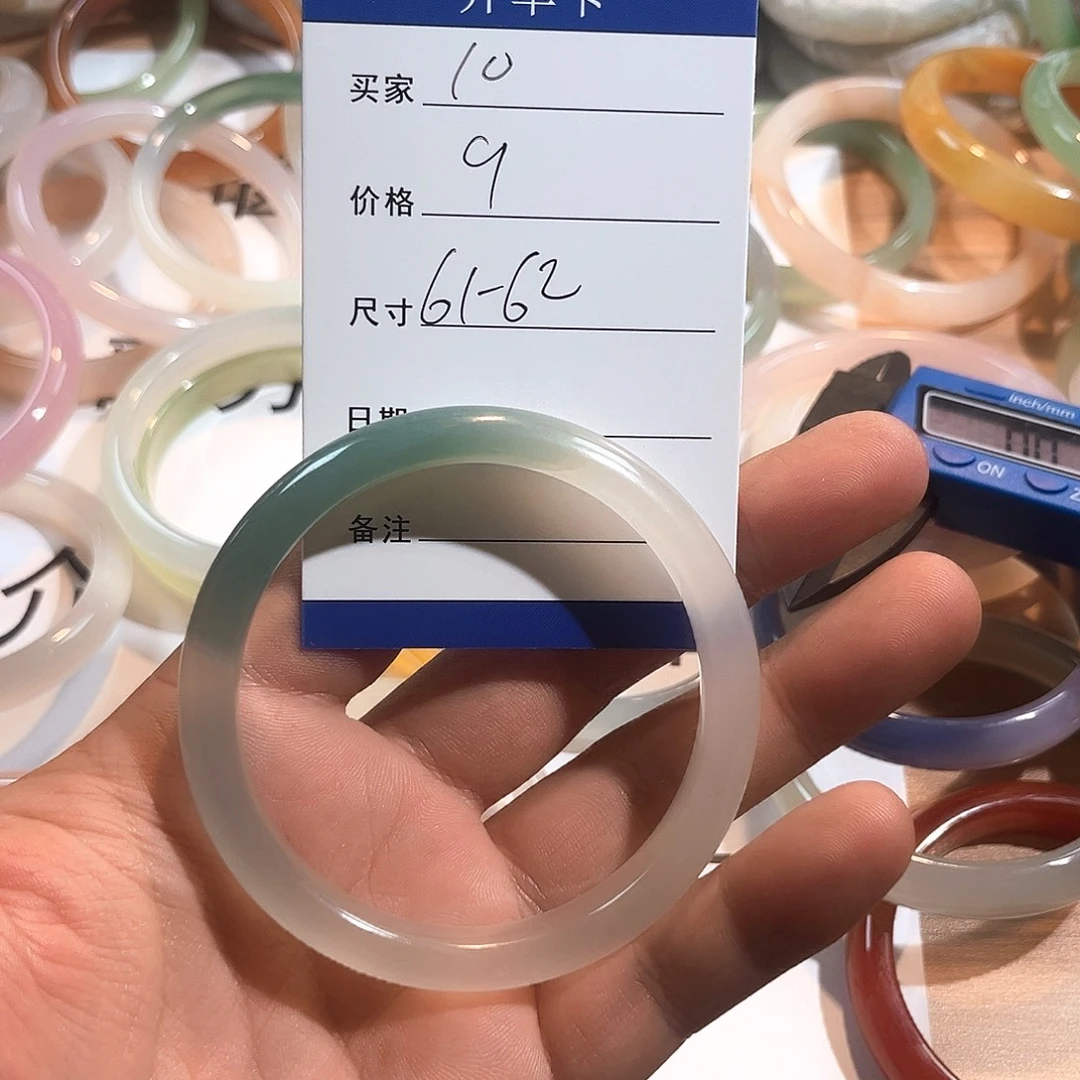 买家 10
价格 9
尺寸 61-62
日期
备注
inch/mm
ON